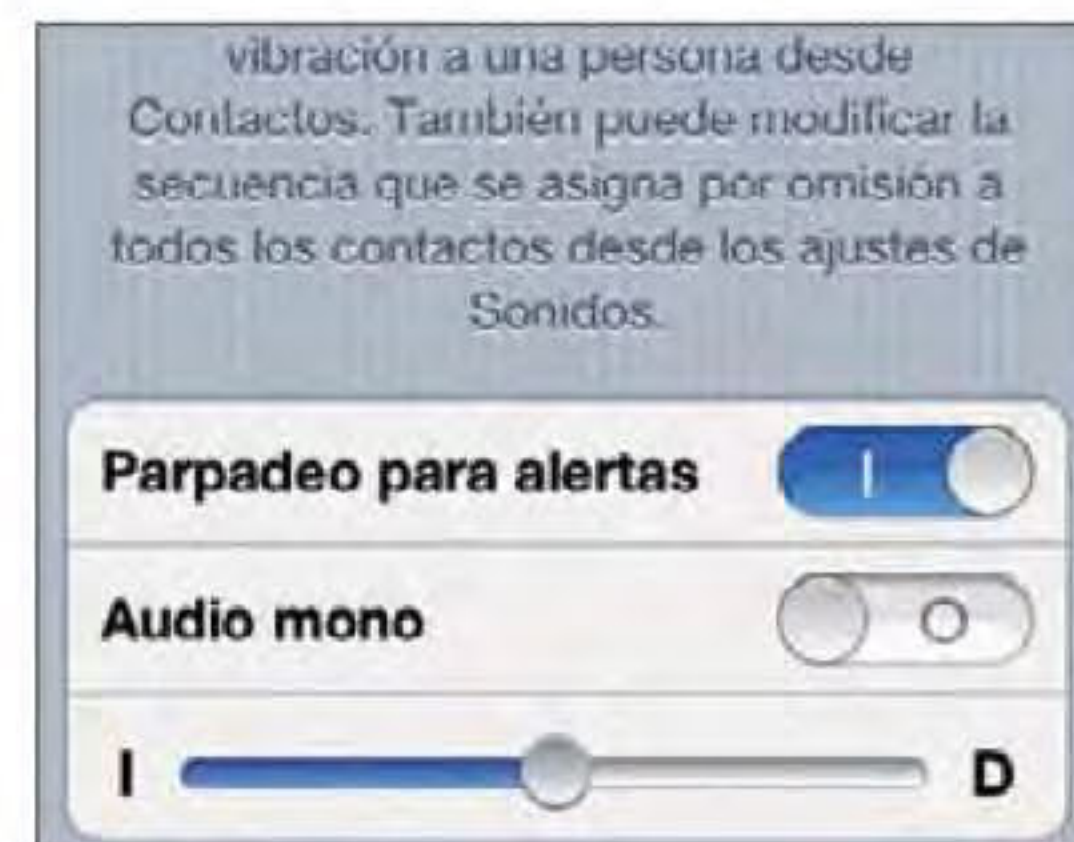 vibración a una persona desde
Contactos. También puede modificar la
secuencia que se asigna por omisión a
todos los contactos desde los ajustes de
Sonidos.
Parpadeo para alertas
Audio mono
I D